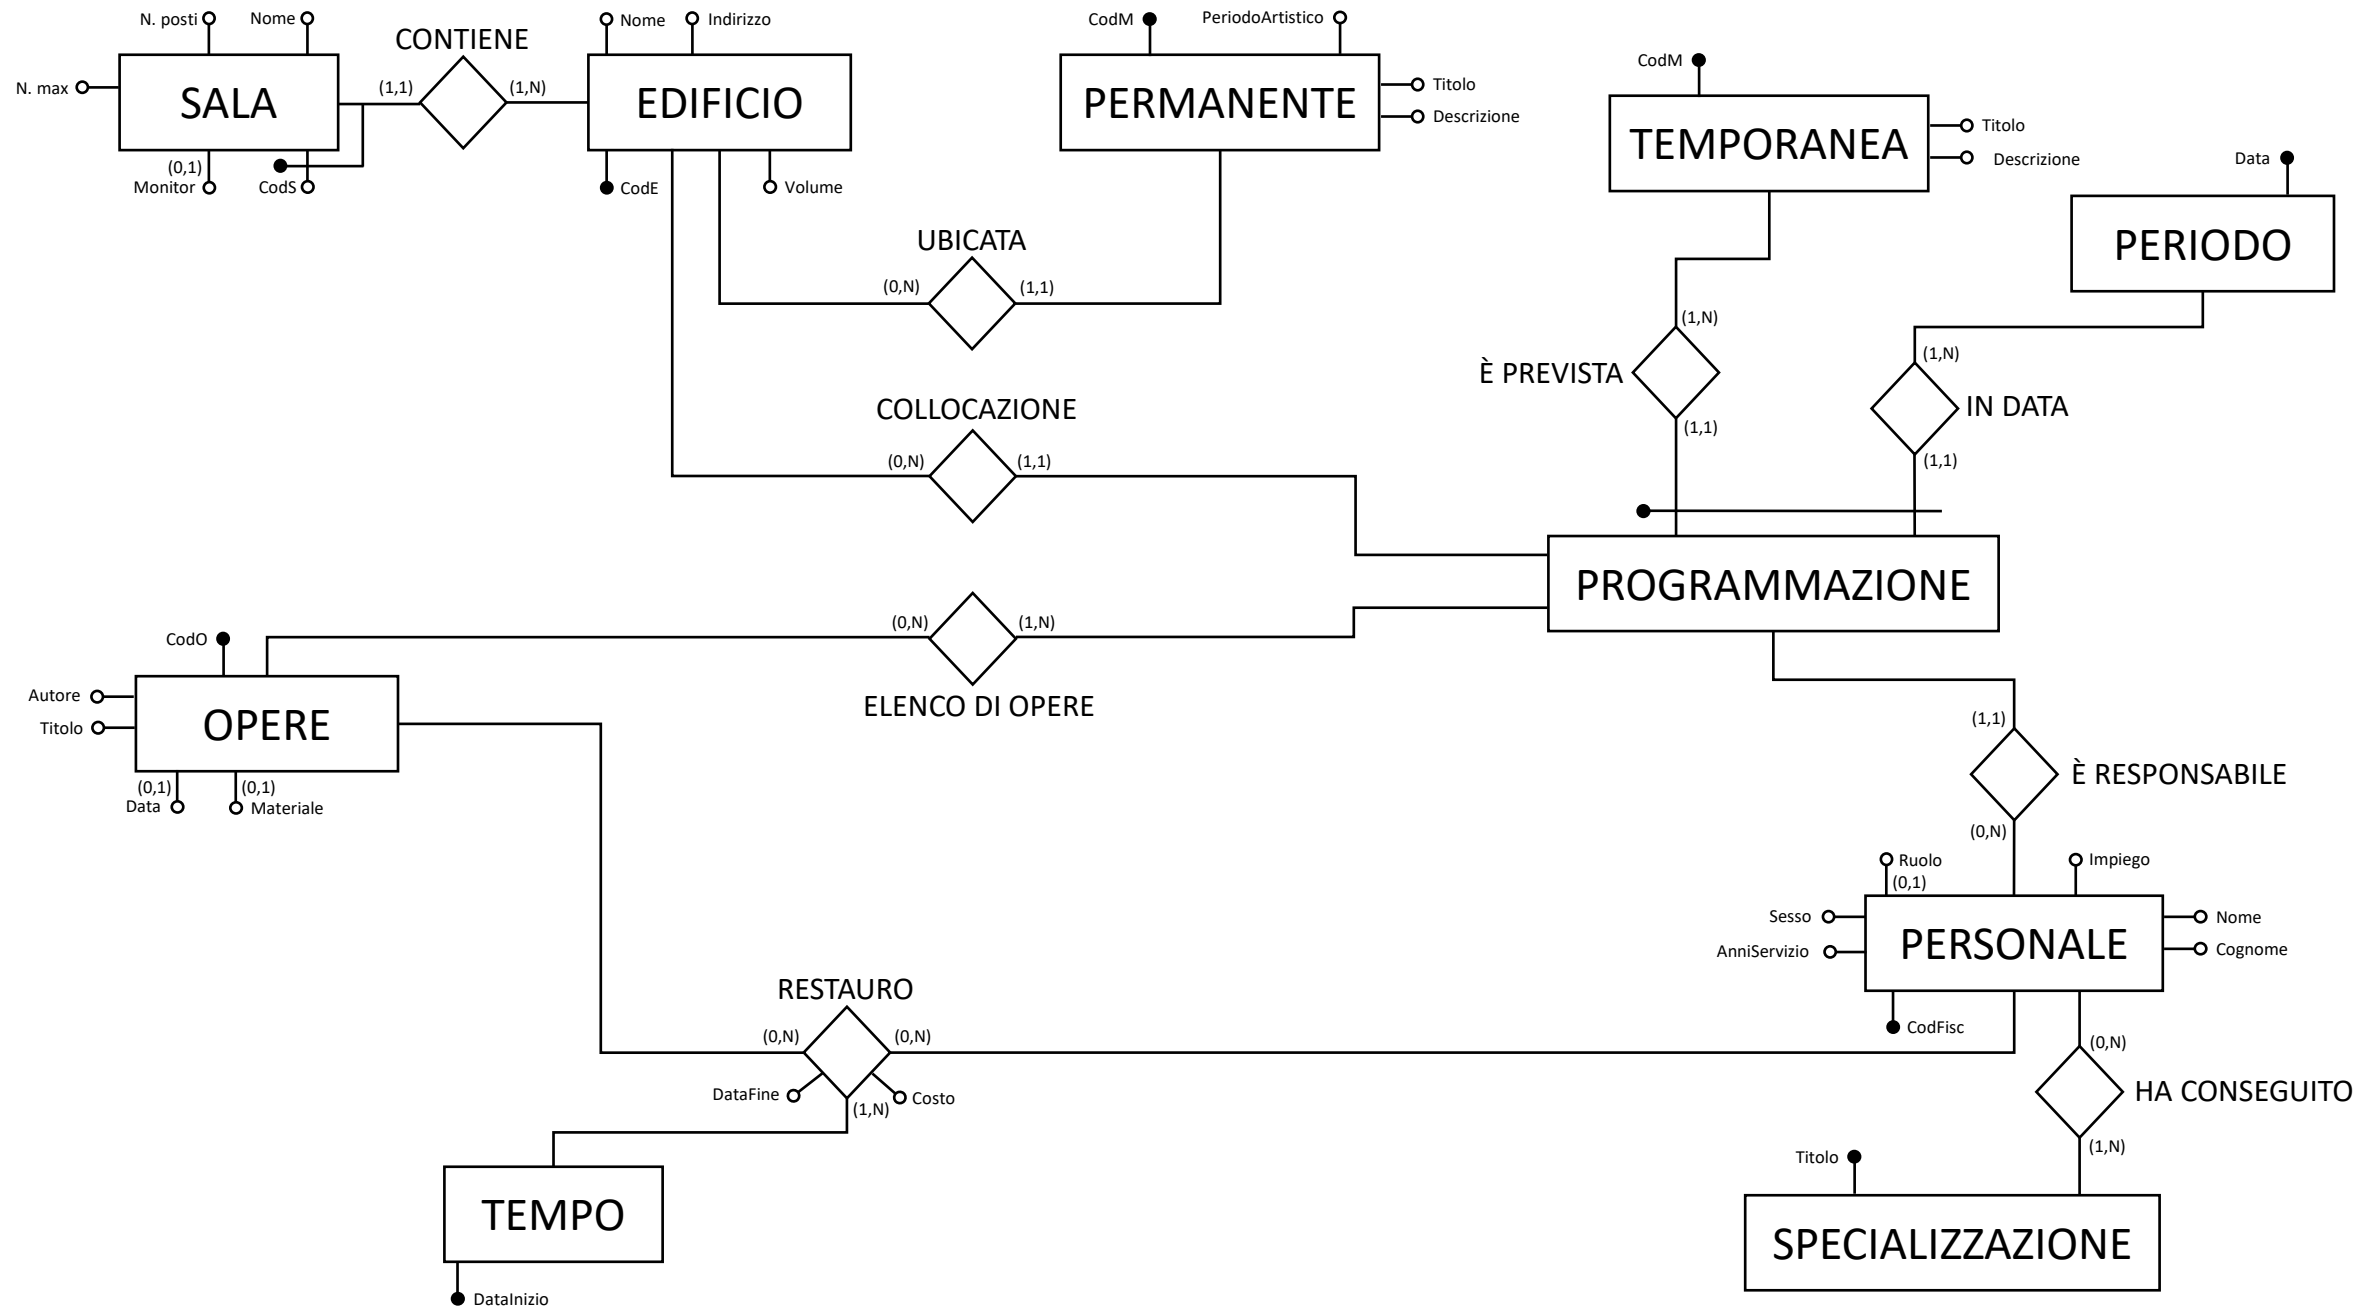 N. posti
Nome
CONTIENE
N. max
SALA
(1,1)
(1,N)
(0,1)
Monitor
CodS
Nome
Indirizzo
EDIFICIO
CodE
Volume
CodM
PeriodoArtistico
PERMANENTE
Titolo
Descrizione
CodM
TEMPORANEA
Titolo
Descrizione
Data
PERIODO
UBICATA
(0,N)
(1,1)
(1,N)
È PREVISTA
(1,1)
(1,N)
IN DATA
(1,1)
COLLOCAZIONE
(0,N)
(1,1)
PROGRAMMAZIONE
(0,N)
(1,N)
ELENCO DI OPERE
CodO
Autore
Titolo
OPERE
(0,1)
Data
(0,1)
Materiale
(1,1)
È RESPONSABILE
(0,N)
Ruolo
(0,1)
Impiego
Sesso
AnniServizio
PERSONALE
Nome
Cognome
CodFisc
RESTAURO
(0,N)
(0,N)
DataFine
Costo
(1,N)
(0,N)
HA CONSEGUITO
(1,N)
TEMPO
DataInizio
Titolo
SPECIALIZZAZIONE